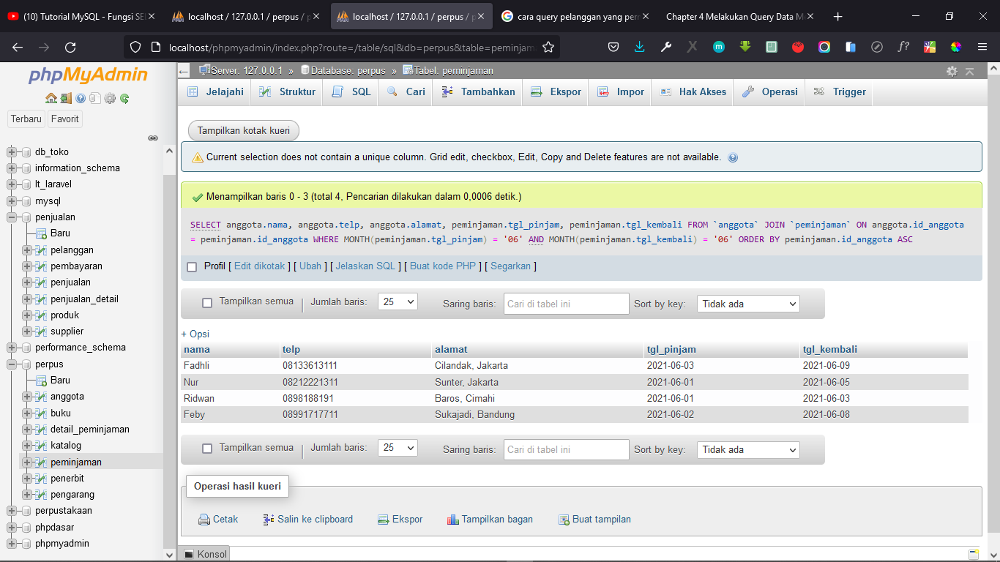 (10) Tutorial MySQL - Fungsi SEL
localhost / 127.0.0.1 / perpus / p
localhost / 127.0.0.1 / perpus / p
cara query pelanggan yang per
Chapter 4 Melakukan Query Data M
localhost/phpmyadmin/index.php?route=/table/sql&db=perpus&table=peminjam
phpMyAdmin
Terbaru Favorit
db_toko
information_schema
lt_laravel
mysql
penjualan
Baru
pelanggan
pembayaran
penjualan
penjualan_detail
produk
supplier
performance_schema
perpus
Baru
anggota
buku
detail_peminjaman
katalog
peminjaman
penerbit
pengarang
perpustakaan
phpdasar
phpmyadmin
Server: 127.0.0.1 » Database: perpus » Tabel: peminjaman
Jelajahi Struktur SQL Cari Tambahkan Ekspor Impor Hak Akses Operasi Trigger
Tampilkan kotak kueri
Current selection does not contain a unique column. Grid edit, checkbox, Edit, Copy and Delete features are not available.
Menampilkan baris 0 - 3 (total 4, Pencarian dilakukan dalam 0,0006 detik.)
SELECT anggota.nama, anggota.telp, anggota.alamat, peminjaman.tgl_pinjam, peminjaman.tgl_kembali FROM `anggota` JOIN `peminjaman` ON anggota.id_anggota
= peminjaman.id_anggota WHERE MONTH(peminjaman.tgl_pinjam) = '06' AND MONTH(peminjaman.tgl_kembali) = '06' ORDER BY peminjaman.id_anggota ASC
Profil [ Edit dikotak ] [ Ubah ] [ Jelaskan SQL ] [ Buat kode PHP ] [ Segarkan ]
Tampilkan semua | Jumlah baris: 25 Saring baris: Cari di tabel ini Sort by key: Tidak ada
+ Opsi
nama telp alamat tgl_pinjam tgl_kembali
Fadhli 08133613111 Cilandak, Jakarta 2021-06-03 2021-06-09
Nur 08212221311 Sunter, Jakarta 2021-06-01 2021-06-05
Ridwan 0898188191 Baros, Cimahi 2021-06-01 2021-06-03
Feby 08991717711 Sukajadi, Bandung 2021-06-02 2021-06-08
Tampilkan semua | Jumlah baris: 25 Saring baris: Cari di tabel ini Sort by key: Tidak ada
Operasi hasil kueri
Cetak Salin ke clipboard Ekspor Tampilkan bagan Buat tampilan
Konsol